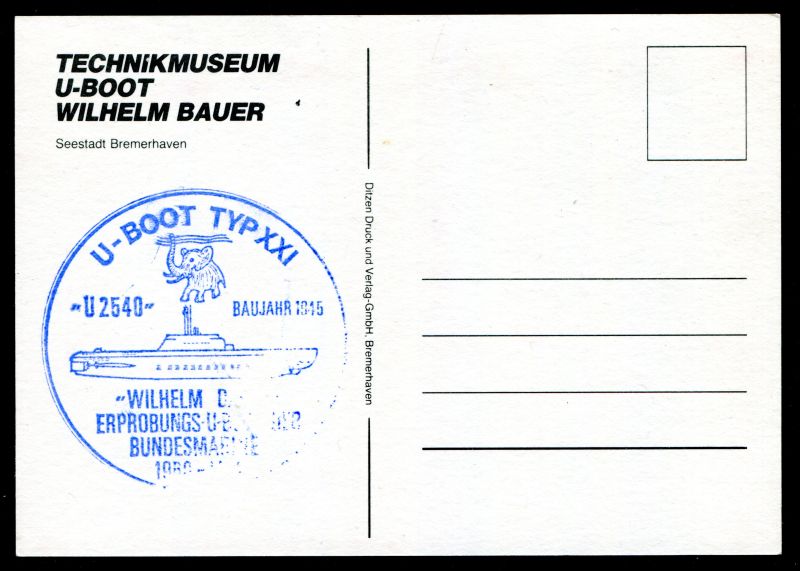 TECHNiKMUSEUM
U-BOOT
WILHELM BAUER
Seestadt Bremerhaven
Ditzen Druck und Verlag-GmbH, Bremerhaven
U-BOOT TYP XXI
"U 2540"
BAUJAHR 1945
"WILHELM
ERPROBUNGS-U-B
BUNDESMARINE